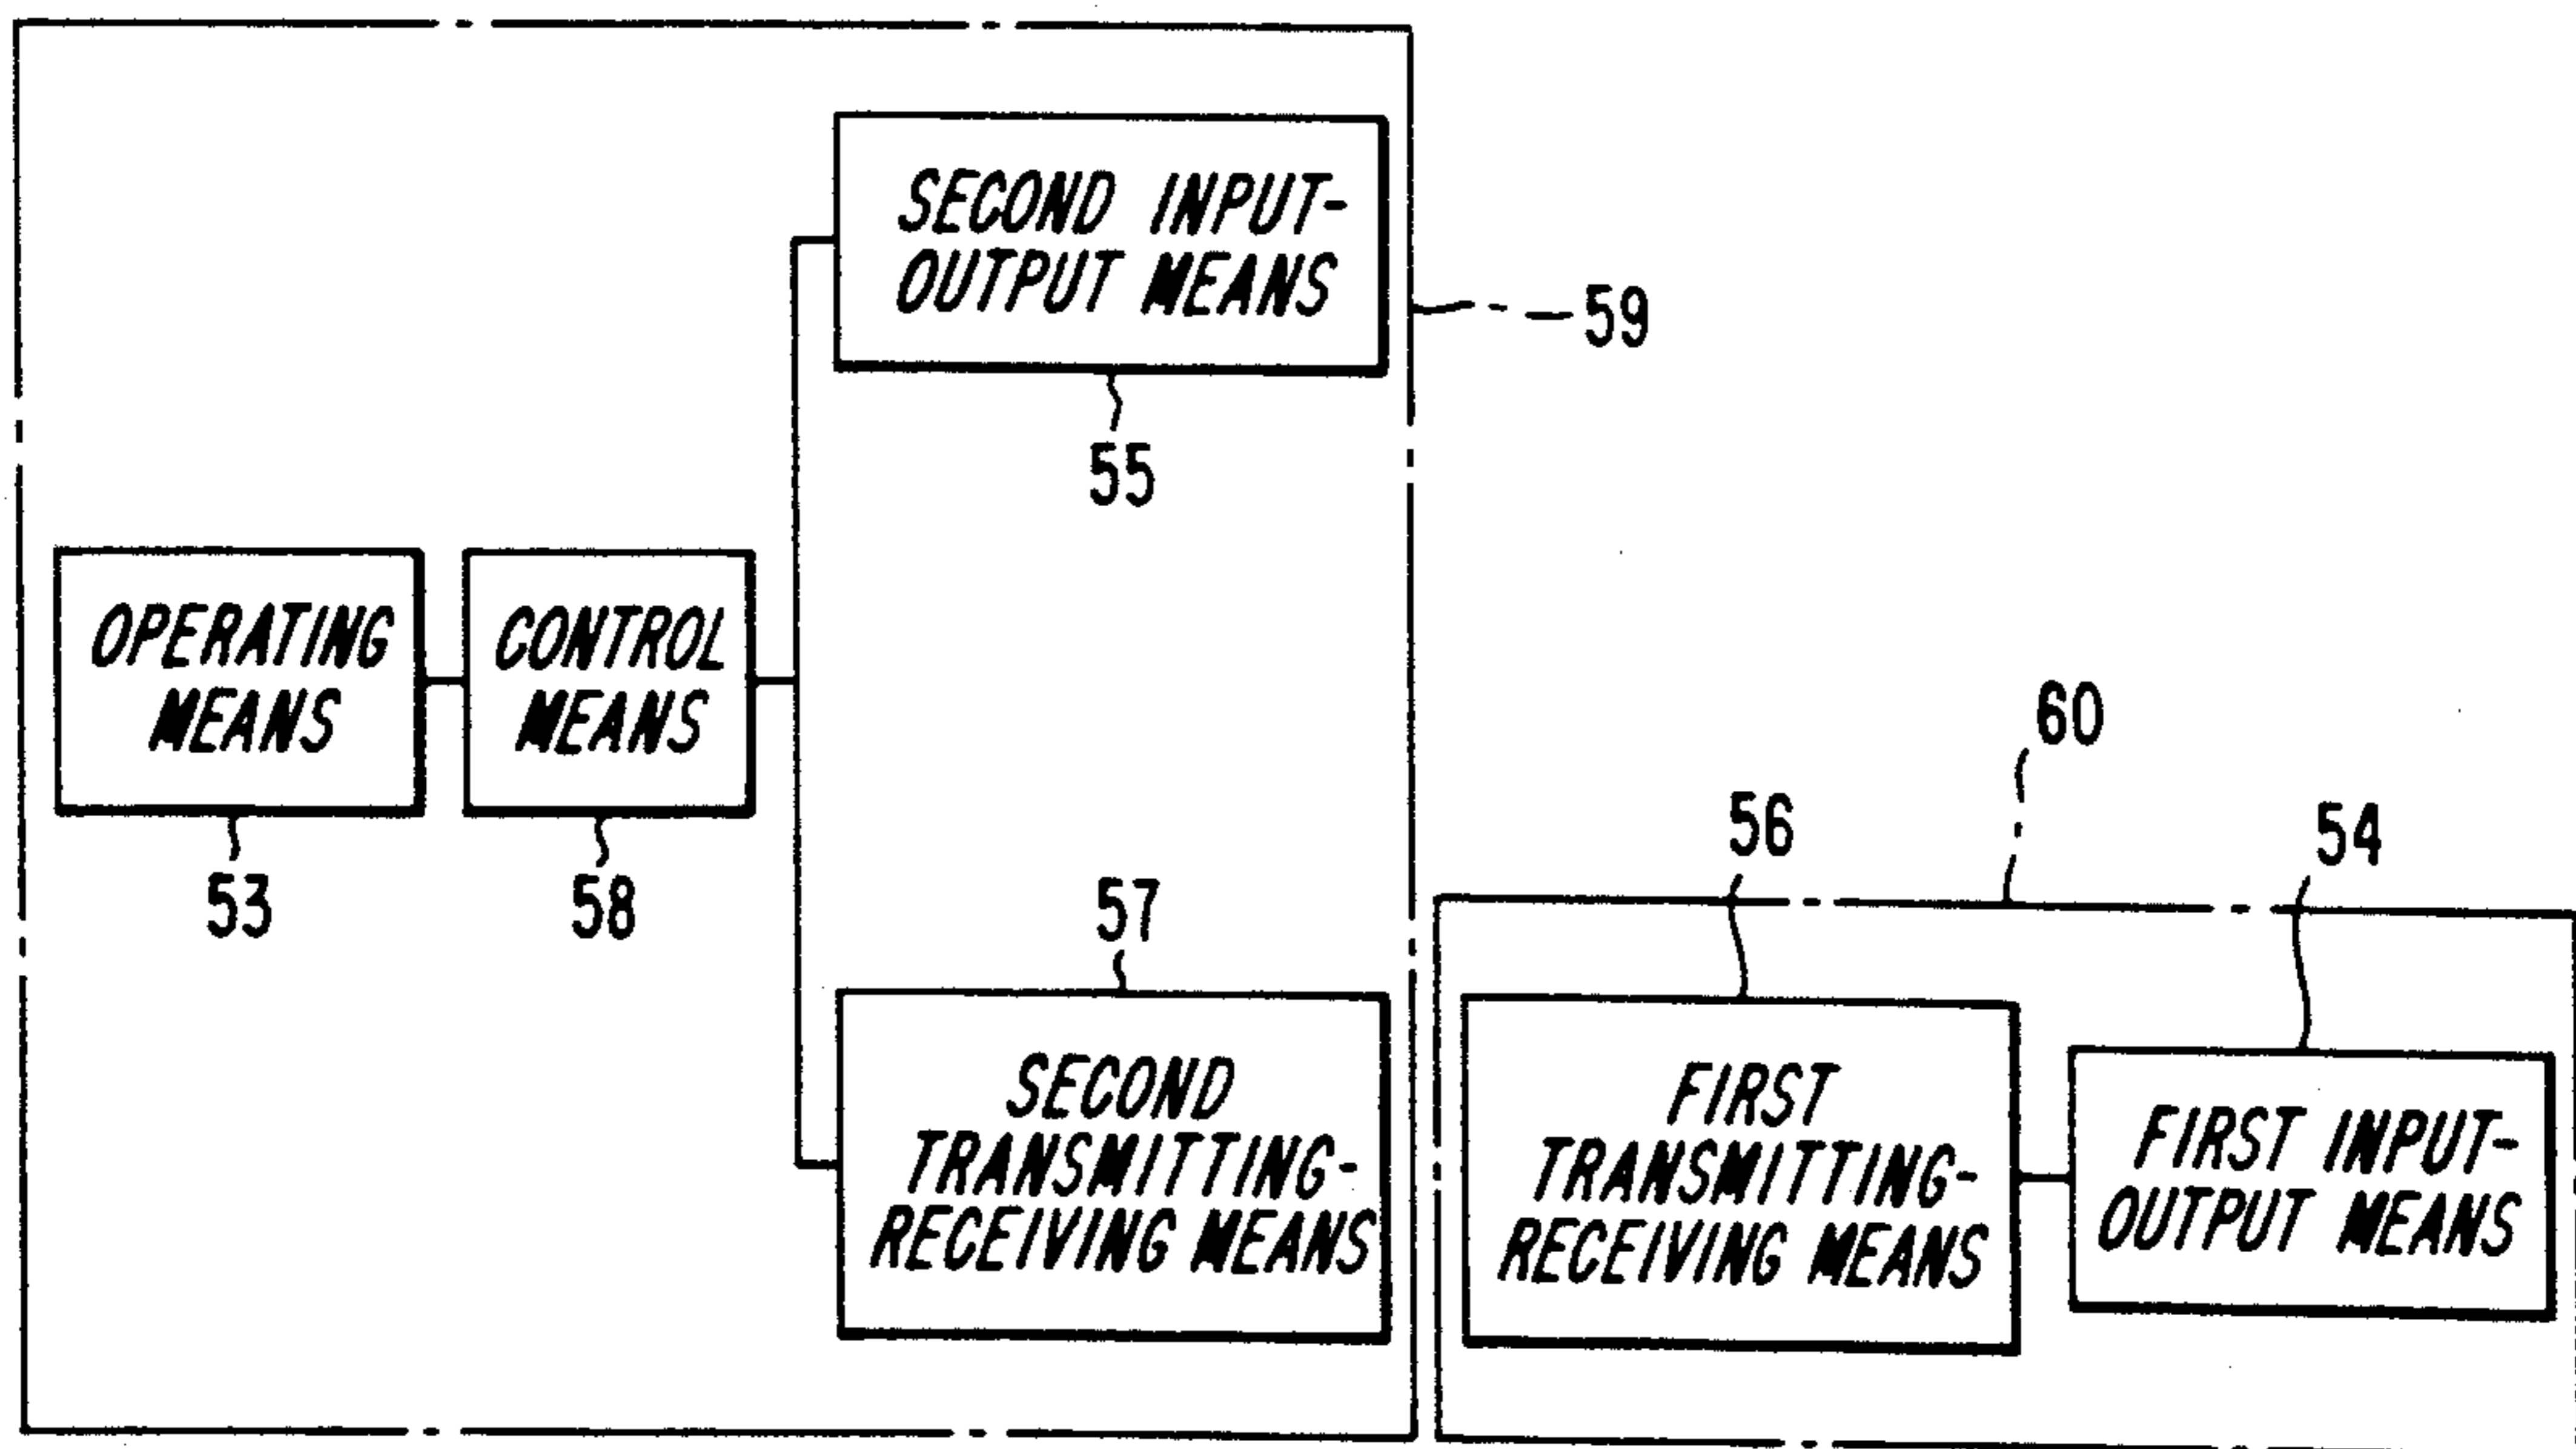 SECOND INPUT-
OUTPUT MEANS
59
55
OPERATING
MEANS
CONTROL
MEANS
53
58
60
56
54
57
SECOND
TRANSMITTING-
RECEIVING MEANS
FIRST
TRANSMITTING-
RECEIVING MEANS
FIRST INPUT-
OUTPUT MEANS